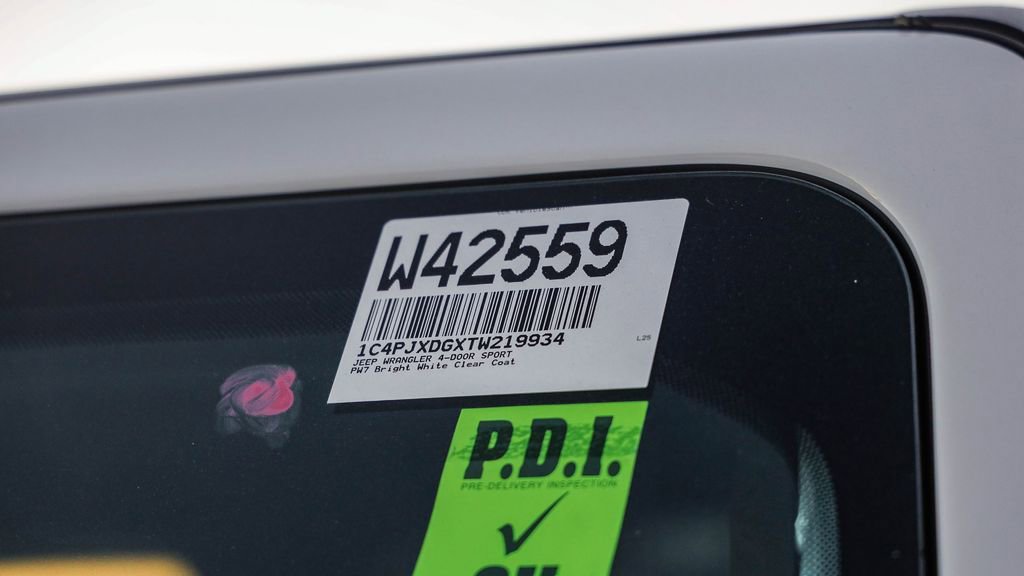 W42559
1C4PJXDGXTW219934
JEEP WRANGLER 4-DOOR SPORT
PW7 Bright White Clear Coat
L25
P.D.I.
PRE-DELIVERY INSPECTION